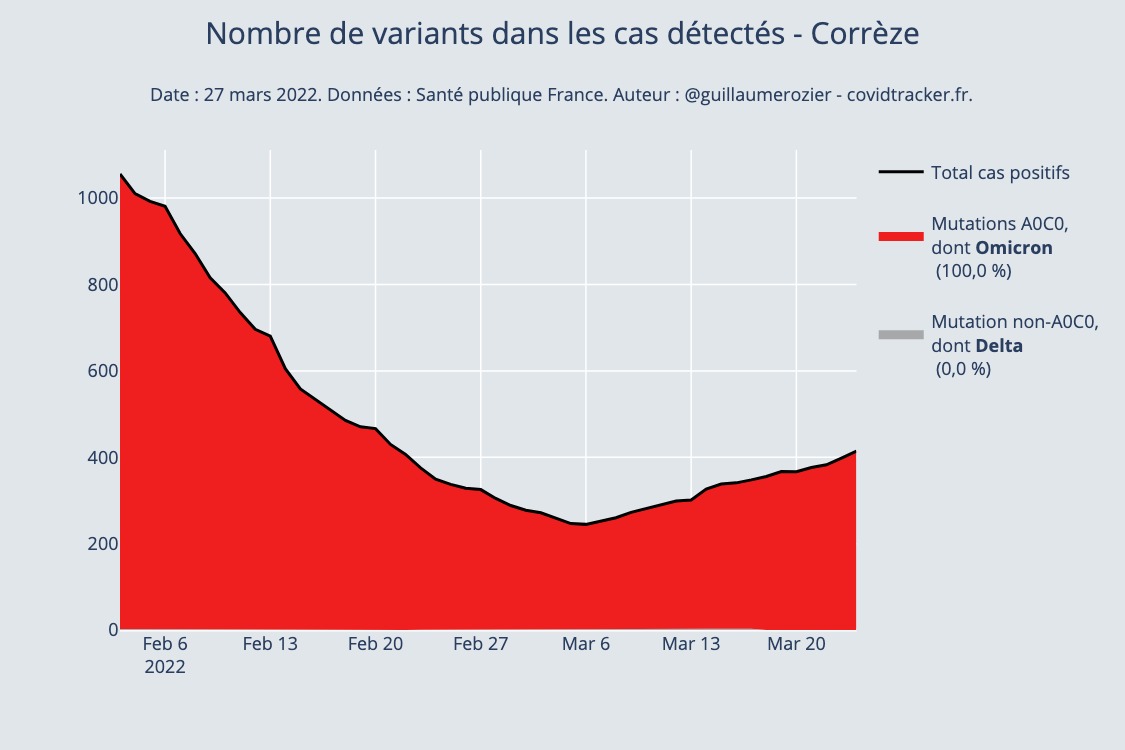 Nombre de variants dans les cas détectés - Corrèze
Date : 27 mars 2022. Données : Santé publique France. Auteur : @guillaumerozier - covidtracker.fr.
Total cas positifs
Mutations A0C0,
dont Omicron
(100,0 %)
Mutation non-A0C0,
dont Delta
(0,0 %)
1000
800
600
400
200
0
Feb 6 Feb 13 Feb 20 Feb 27 Mar 6 Mar 13 Mar 20
2022